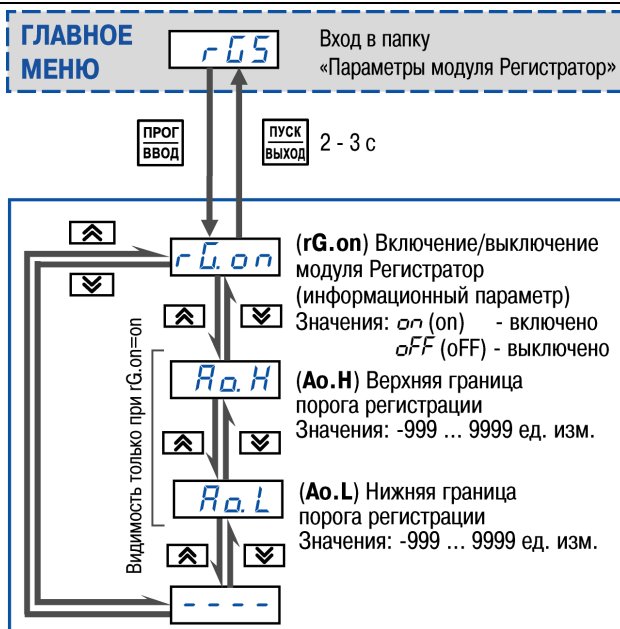 ГЛАВНОЕ
МЕНЮ
rGS
Вход в папку
«Параметры модуля Регистратор»
ПРОГ
ВВОД
ПУСК
ВЫХОД
2 - 3 с
rG.on
(rG.on) Включение/выключение
модуля Регистратор
(информационный параметр)
Значения: on (on) - включено
oFF (oFF) - выключено
Видимость только при rG.on=on
Ao.H
(Ao.H) Верхняя граница
порога регистрации
Значения: -999 ... 9999 ед. изм.
Ao.L
(Ao.L) Нижняя граница
порога регистрации
Значения: -999 ... 9999 ед. изм.
- - - -